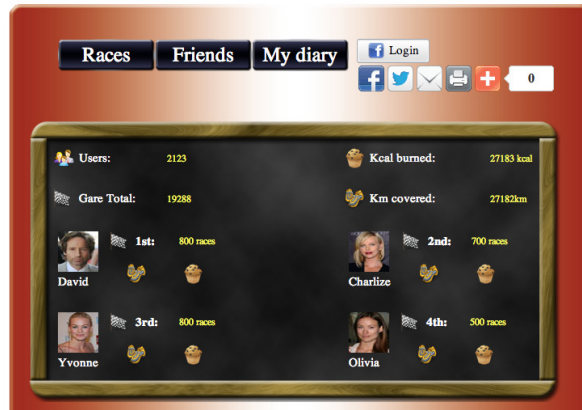 Races Friends My diary Login
0
Users: 2123 Kcal burned: 27183 kcal
Gare Total: 19288 Km covered: 27182km
1st: 800 races 2nd: 700 races
David Charlize
3rd: 800 races 4th: 500 races
Yvonne Olivia